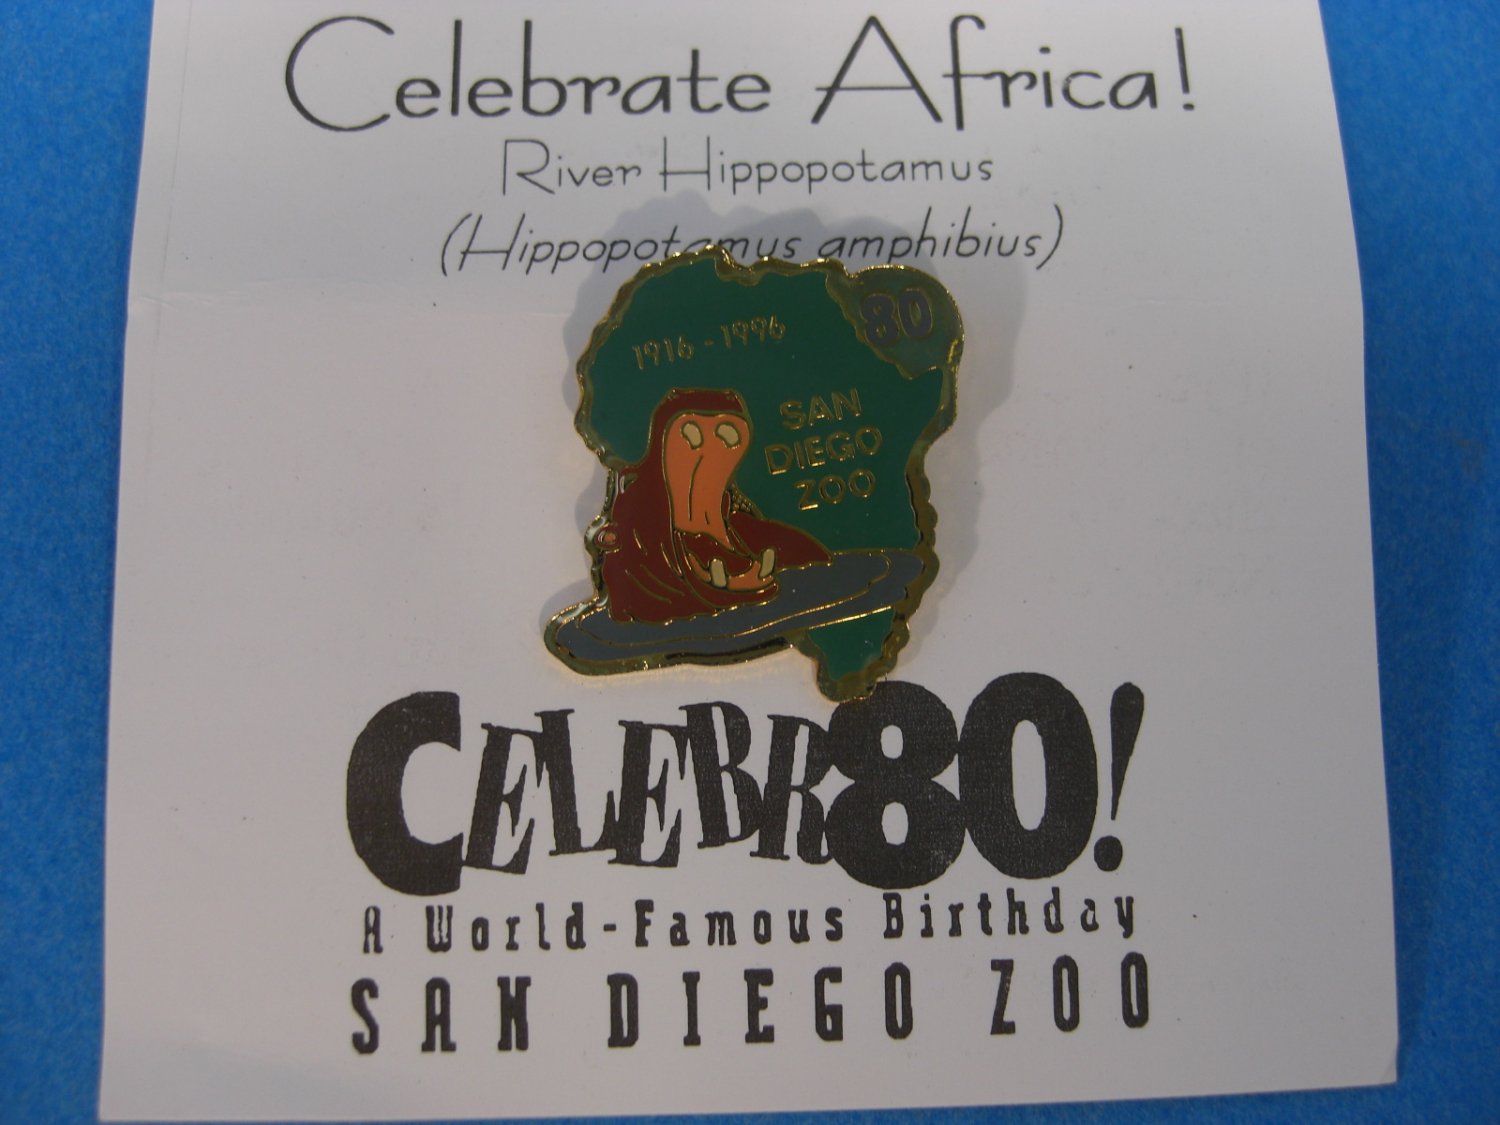 Celebrate Africa!
River Hippopotamus
(Hippopotamus amphibius)
80
1916 - 1996
SAN
DIEGO
ZOO
CELEBR80!
A World-Famous Birthday
SAN DIEGO ZOO